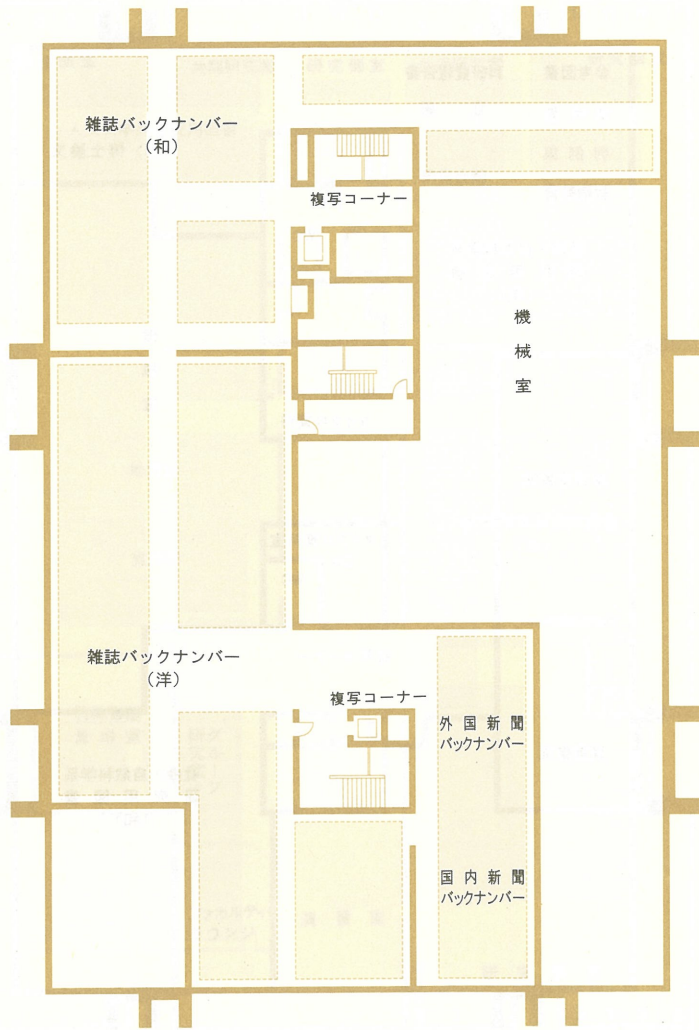 雑誌バックナンバー
（和）
複写コーナー
機
械
室
雑誌バックナンバー
（洋）
複写コーナー
外国新聞
バックナンバー
国内新聞
バックナンバー